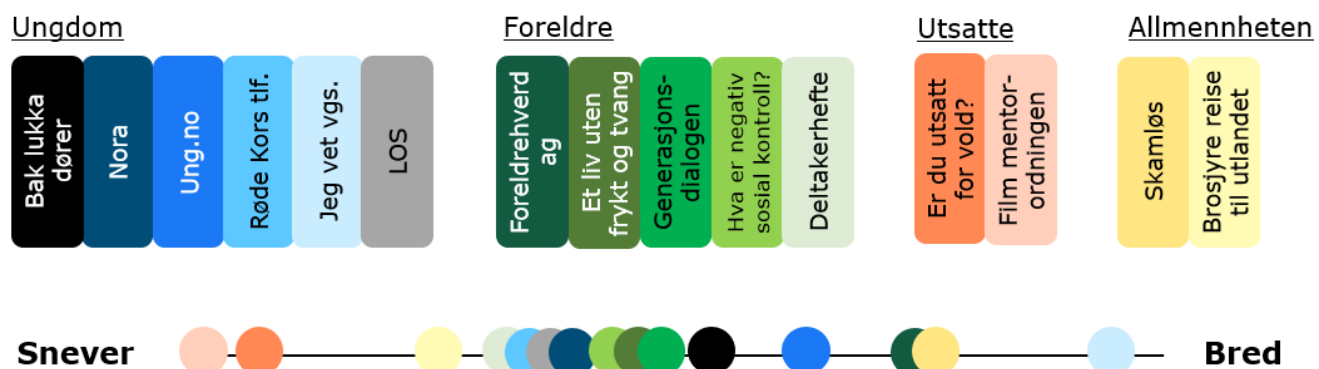 Ungdom
Foreldre
Utsatte
Allmennheten
Bak lukka
dører
Nora
Ung.no
Røde Kors tlf.
Jeg vet vgs.
LOS
Foreldrehverd
ag
Et liv uten
frykt og tvang
Generasjons-
dialogen
Hva er negativ
sosial kontroll?
Deltakerhefte
Er du utsatt
for vold?
Film mentor-
ordningen
Skamløs
Brosjyre reise
til utlandet
Snever
Bred